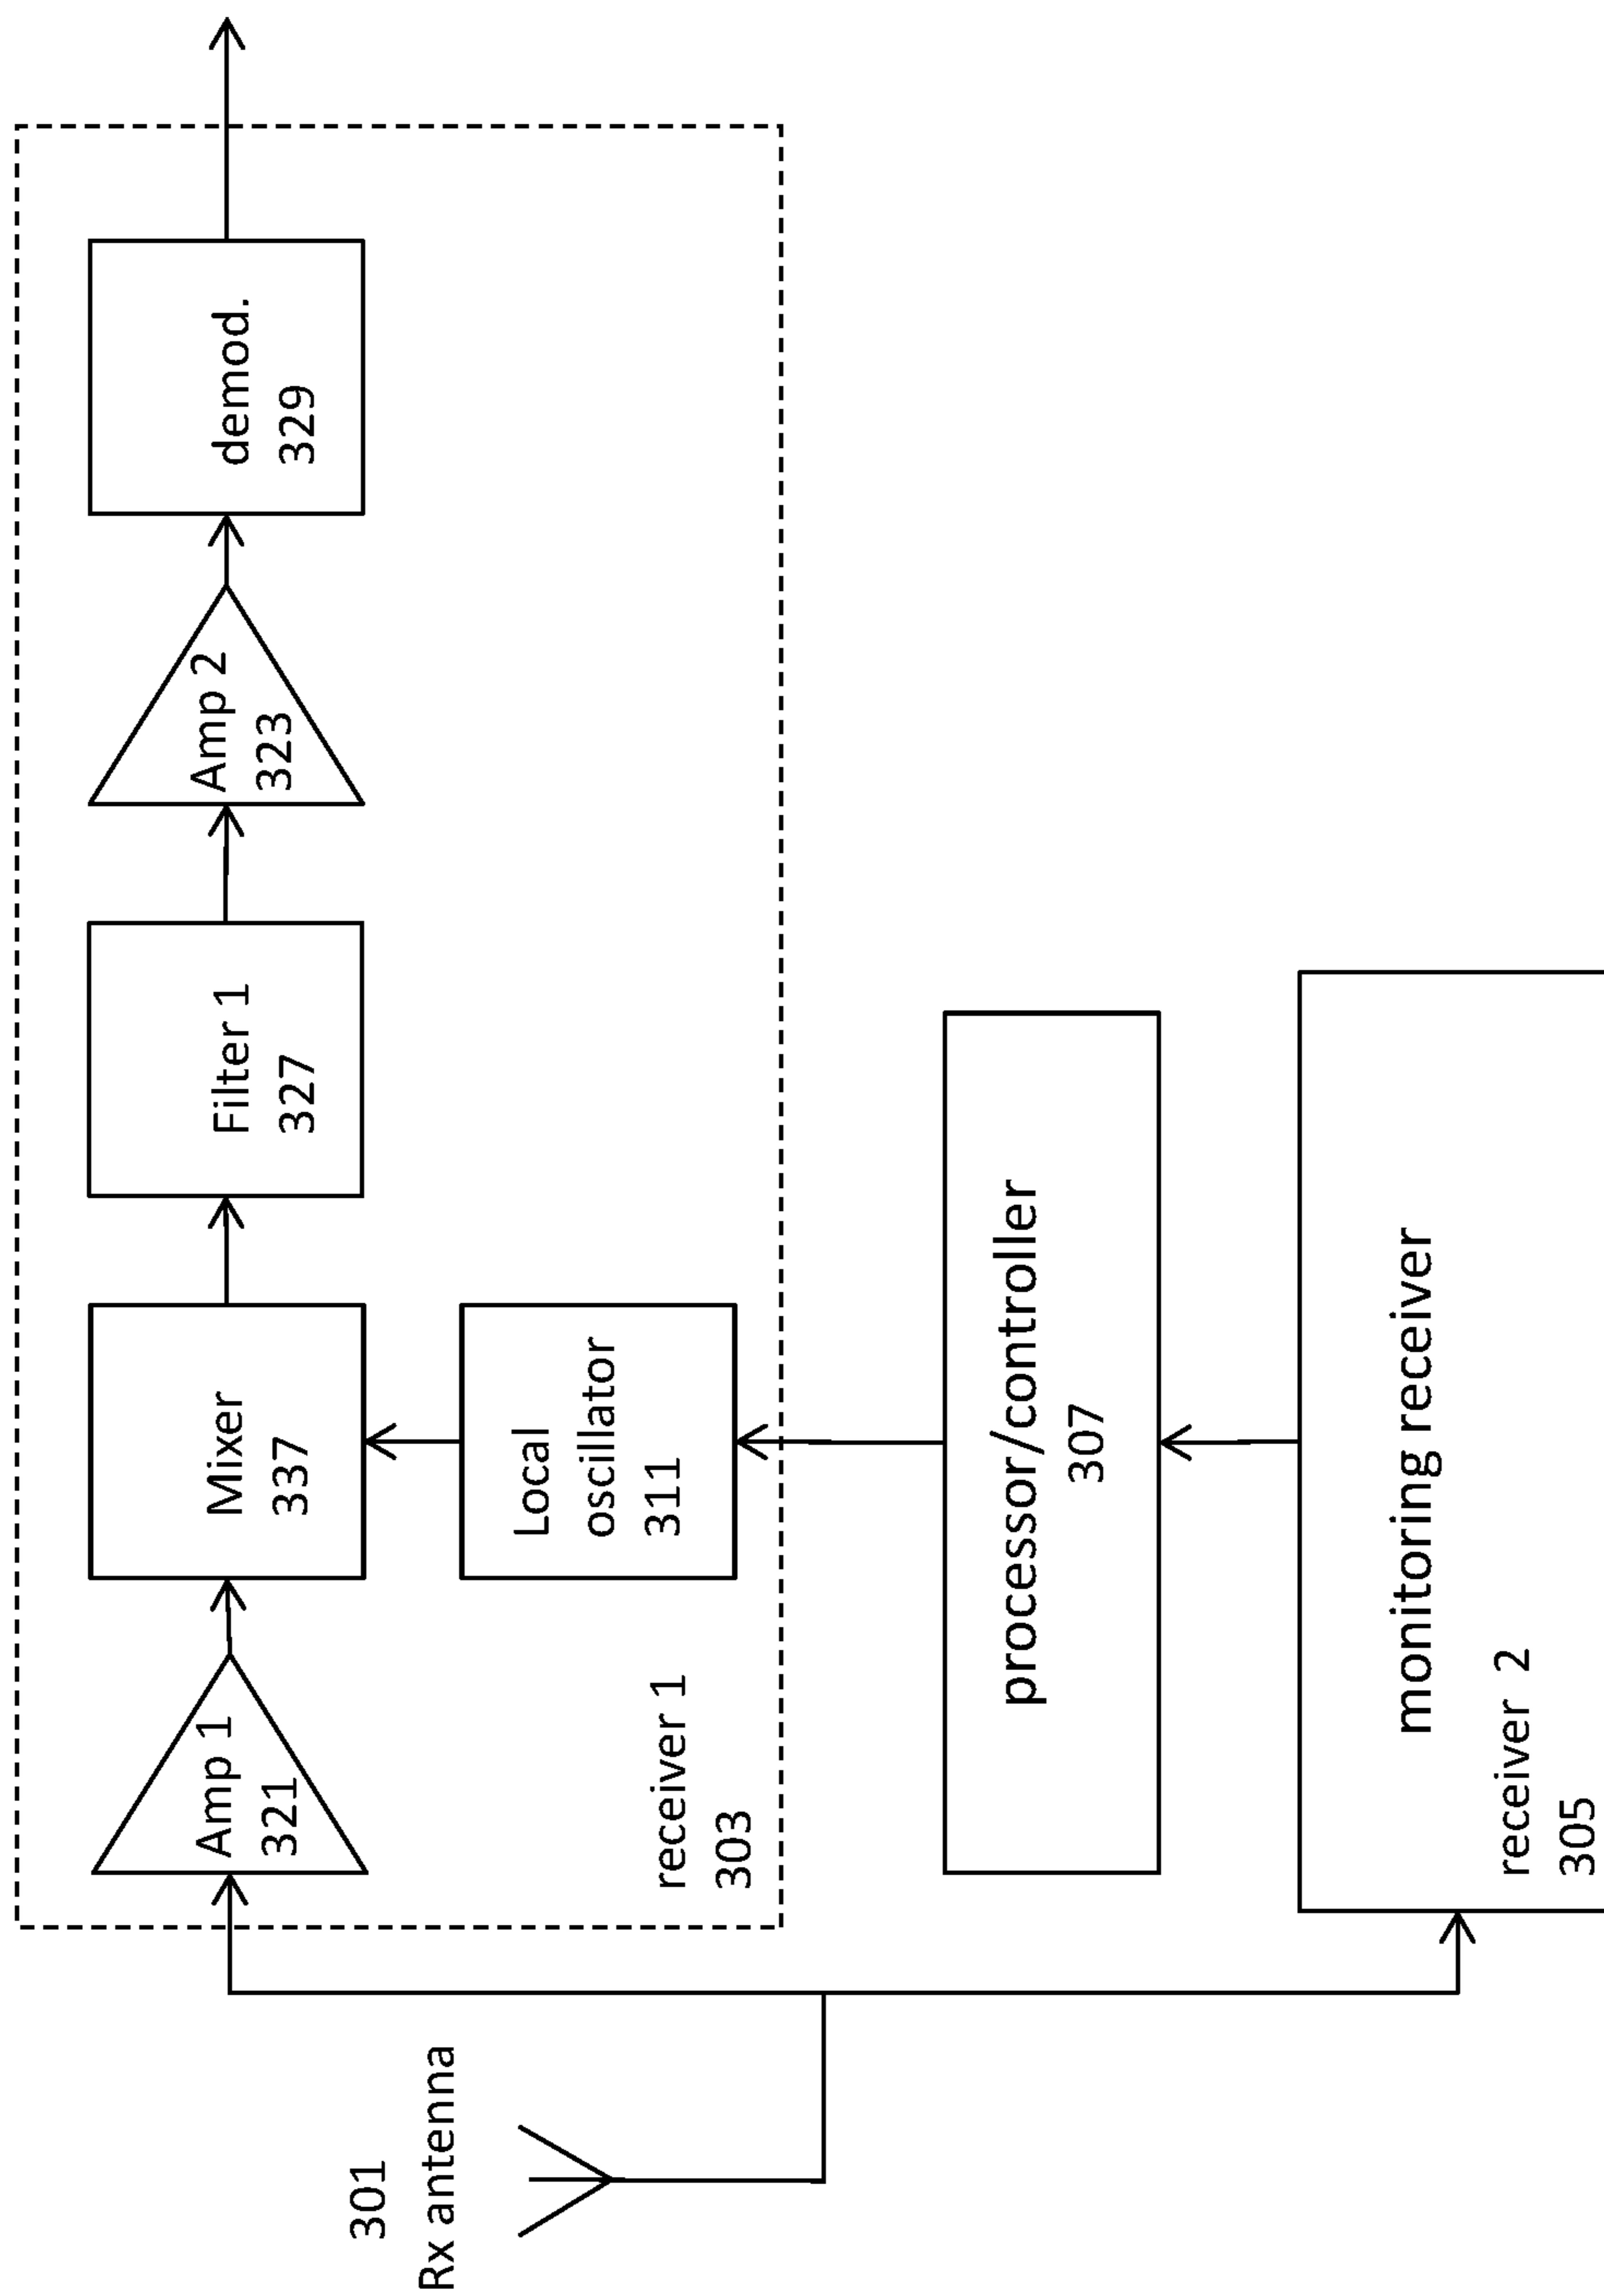 301
Rx antenna
Amp 1
321
Mixer
337
Filter 1
327
Amp 2
323
demod.
329
Local
oscillator
311
receiver 1
303
processor/controller
307
monitoring receiver
receiver 2
305